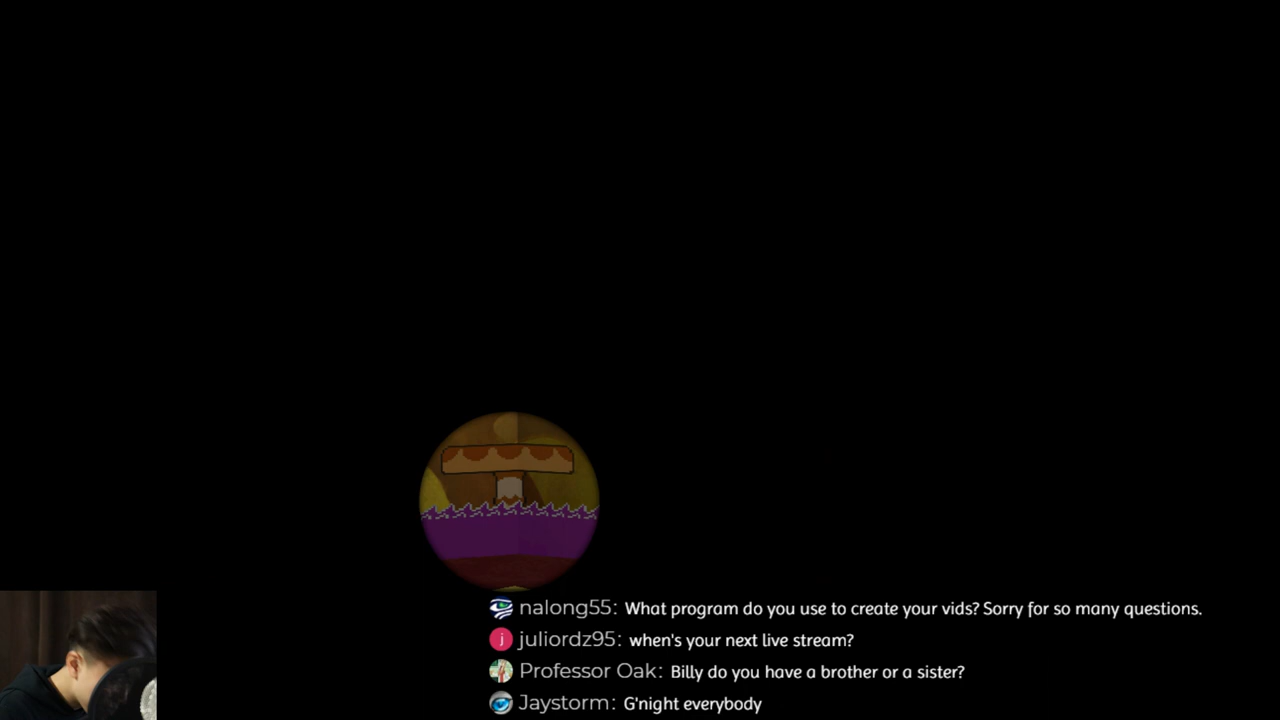 nalong55: What program do you use to create your vids? Sorry for so many questions.
j juliordz95: when's your next live stream?
Professor Oak: Billy do you have a brother or a sister?
Jaystorm: G'night everybody